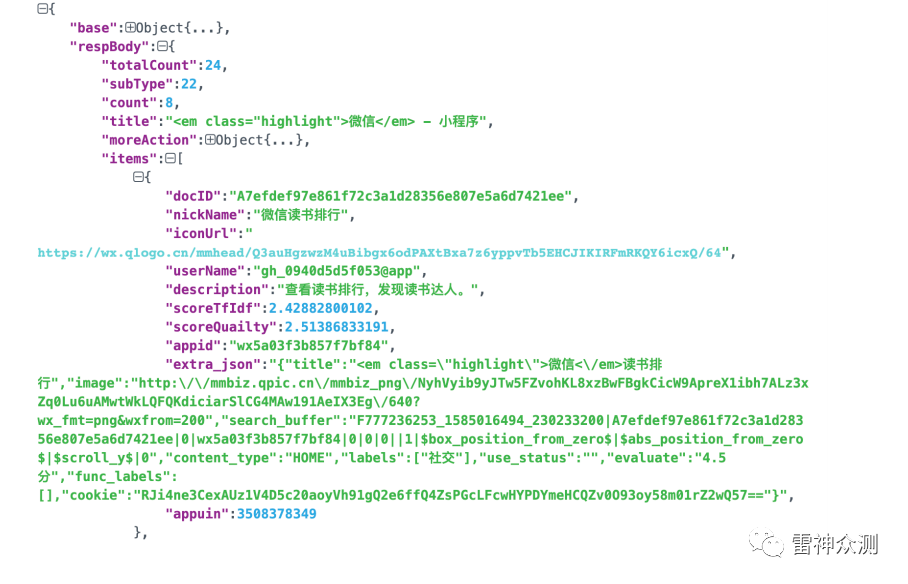 {
"base":Object{...},
"respBody":{
"totalCount":24,
"subType":22,
"count":8,
"title":"<em class="highlight">微信</em> - 小程序",
"moreAction":Object{...},
"items":[
{
"docID":"A7efdef97e861f72c3a1d28356e807e5a6d7421ee",
"nickName":"微信读书排行",
"iconUrl":"
https://wx.qlogo.cn/mmhead/Q3auHgzwzM4uBibgx6odPAXtBxa7z6yppvTb5EHCJIKIRFmRKQY6icxQ/64",
"userName":"gh_0940d5d5f053@app",
"description":"查看读书排行，发现读书达人。",
"scoreTfIdf":2.42882800102,
"scoreQuailty":2.51386833191,
"appid":"wx5a03f3b857f7bf84",
"extra_json":"{"title":"<em class=\"highlight\">微信<\/em>读书排
行","image":"http:\/\/mmbiz.qpic.cn\/mmbiz_png\/NyhVyib9yJTw5FZvohKL8xzBwFBgkCicW9ApreX1ibh7ALz3x
Zq0Lu6uAMwtWkLQFQKdiciarSlCG4MAw191AeIX3Eg\/640?
wx_fmt=png&wxfrom=200","search_buffer":"F777236253_1585016494_230233200|A7efdef97e861f72c3a1d283
56e807e5a6d7421ee|0|wx5a03f3b857f7bf84|0|0|0||1|$box_position_from_zero$|$abs_position_from_zero
$|$scroll_y$|0","content_type":"HOME","labels":["社交"],"use_status":"","evaluate":"4.5
分","func_labels":
[],"cookie":"RJi4ne3CexAUz1V4D5c20aoyVh91gQ2e6ffQ4ZsPGcLFcwHYPDYmeHCQZv0O93oy58m01rZ2wQ57=="}",
"appuin":3508378349
},
雷神众测